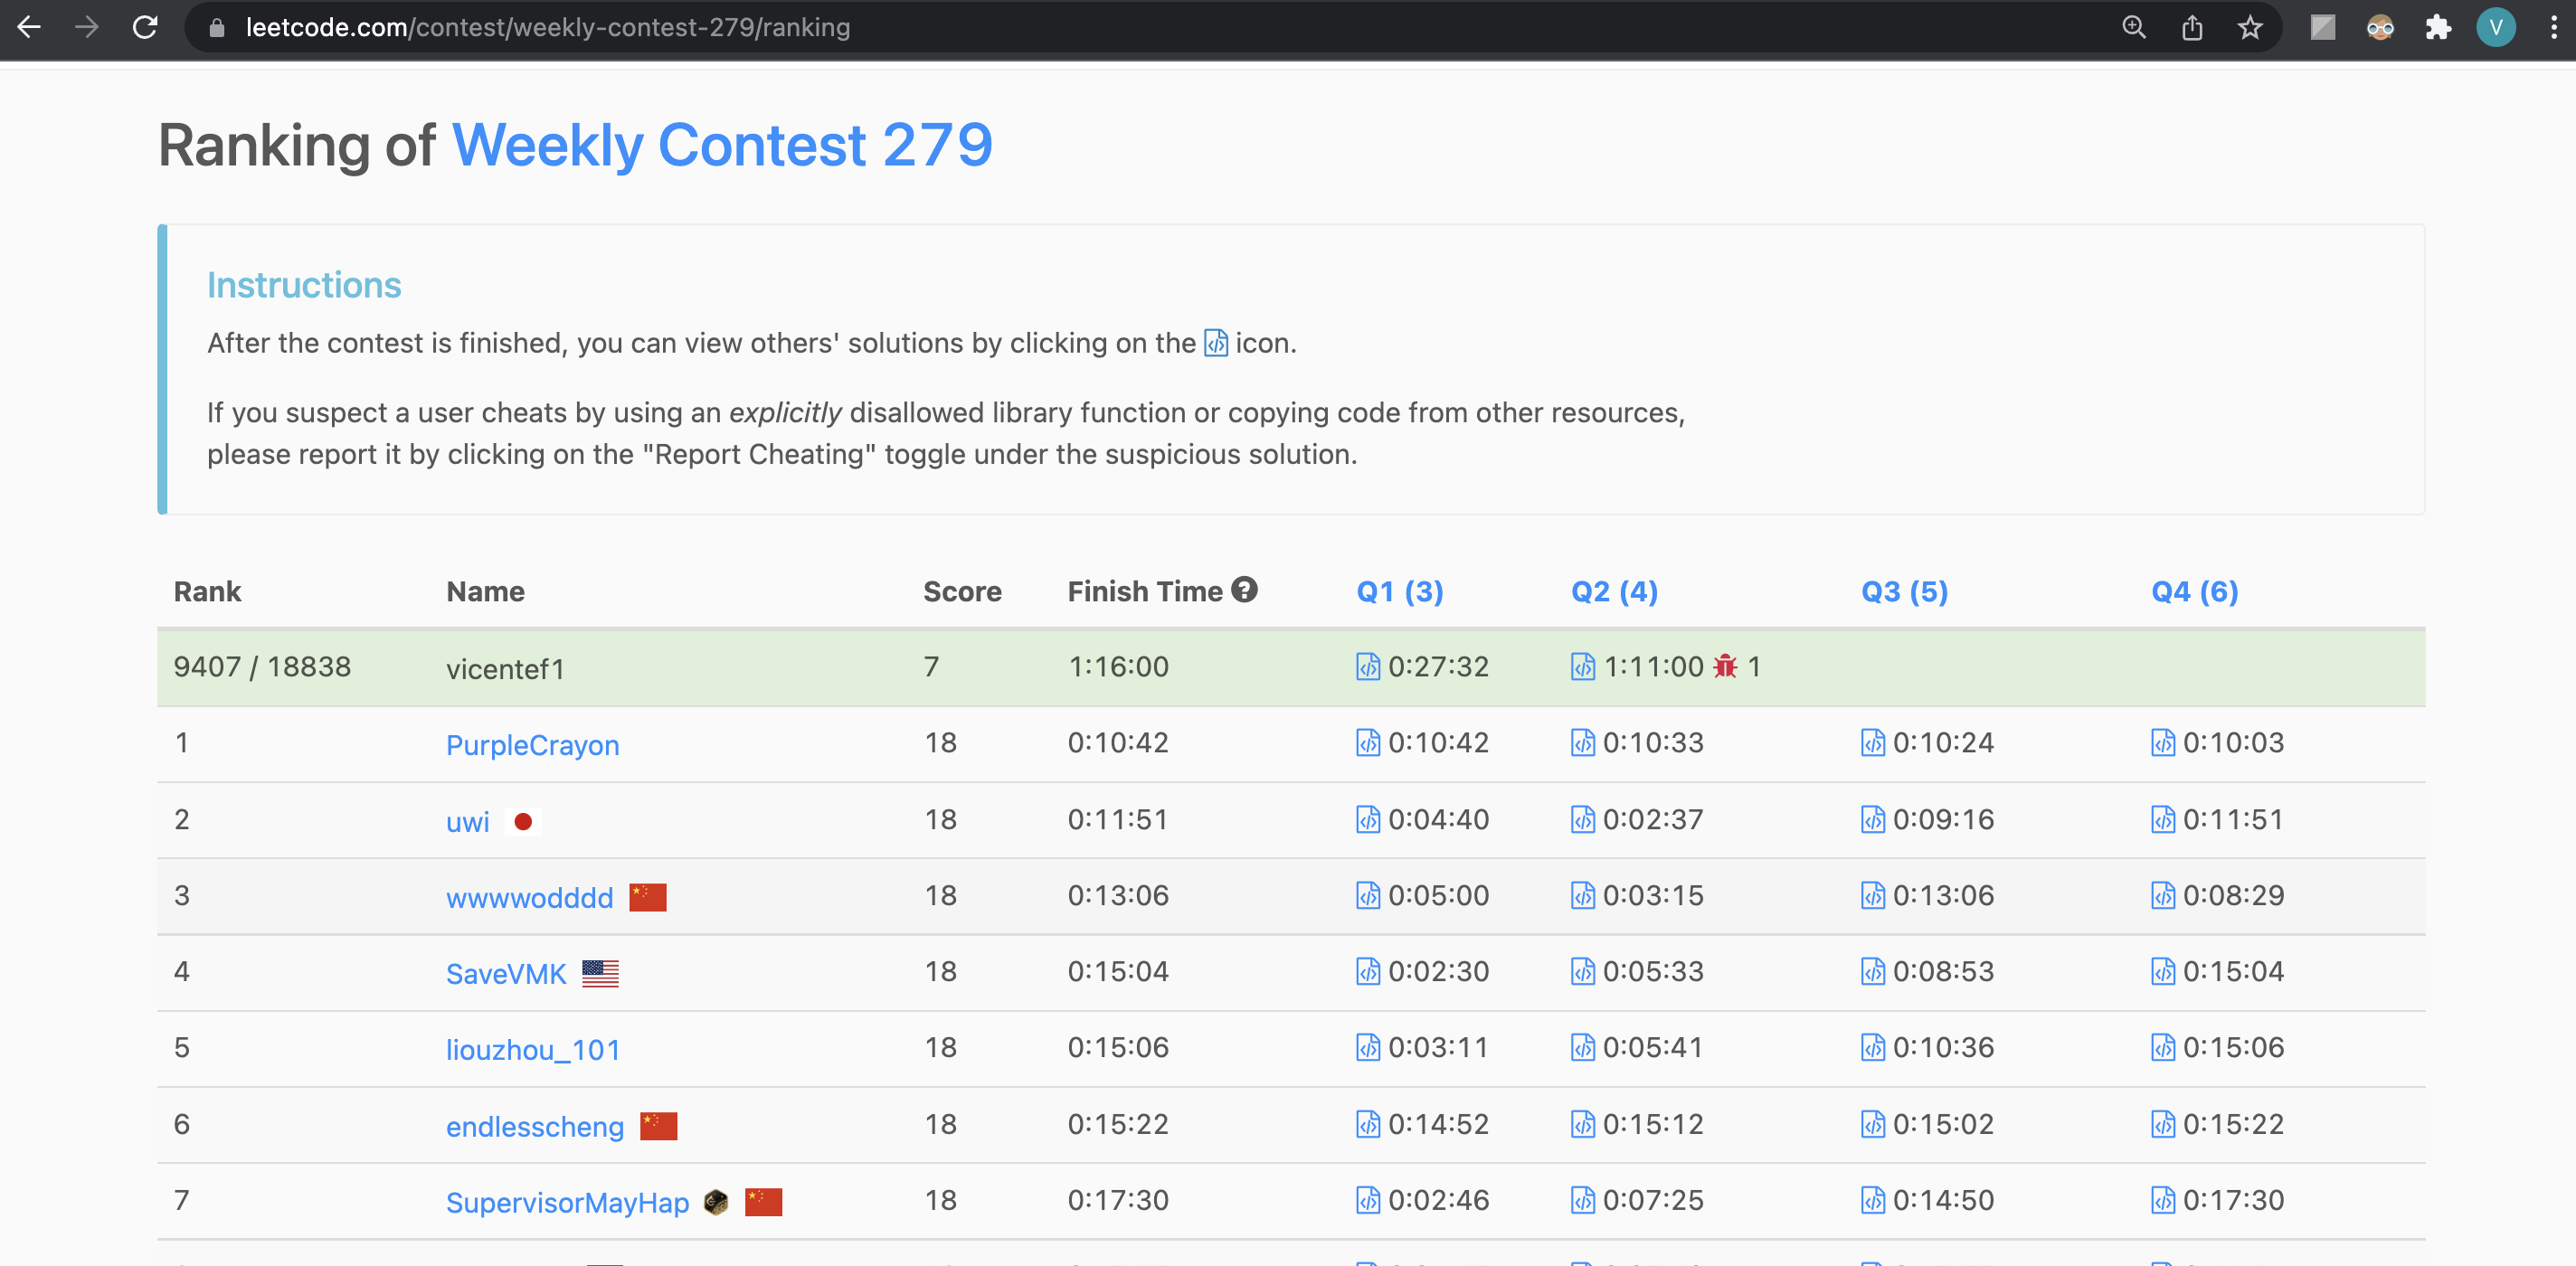 leetcode.com/contest/weekly-contest-279/ranking
V
Ranking of Weekly Contest 279
Instructions
After the contest is finished, you can view others' solutions by clicking on the icon.
If you suspect a user cheats by using an explicitly disallowed library function or copying code from other resources,
please report it by clicking on the "Report Cheating" toggle under the suspicious solution.
Rank Name Score Finish Time Q1 (3) Q2 (4) Q3 (5) Q4 (6)
9407 / 18838 vicentef1 7 1:16:00 0:27:32 1:11:00 1
1 PurpleCrayon 18 0:10:42 0:10:42 0:10:33 0:10:24 0:10:03
2 uwi 18 0:11:51 0:04:40 0:02:37 0:09:16 0:11:51
3 wwwwodddd 18 0:13:06 0:05:00 0:03:15 0:13:06 0:08:29
4 SaveVMK 18 0:15:04 0:02:30 0:05:33 0:08:53 0:15:04
5 liouzhou_101 18 0:15:06 0:03:11 0:05:41 0:10:36 0:15:06
6 endlesscheng 18 0:15:22 0:14:52 0:15:12 0:15:02 0:15:22
7 SupervisorMayHap 18 0:17:30 0:02:46 0:07:25 0:14:50 0:17:30